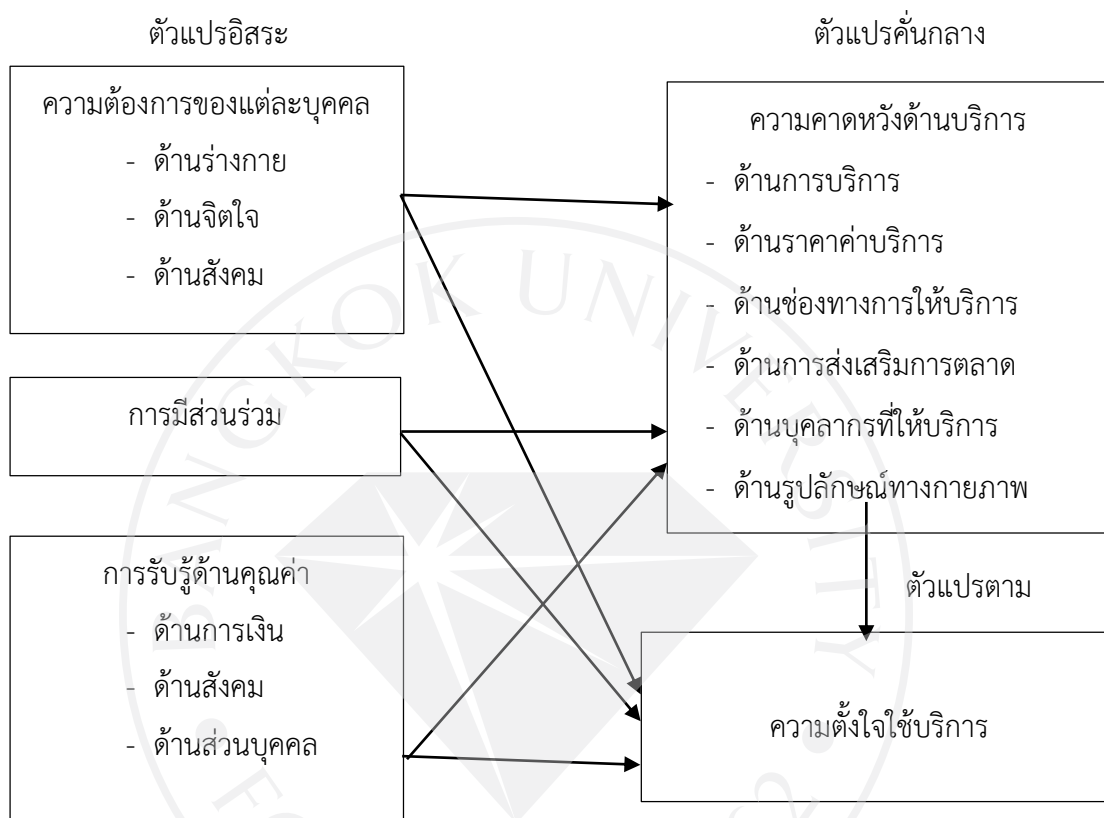 ตัวแปรอิสระ
ความต้องการของแต่ละบุคคล
- ด้านร่างกาย
- ด้านจิตใจ
- ด้านสังคม
การมีส่วนร่วม
การรับรู้ด้านคุณค่า
- ด้านการเงิน
- ด้านสังคม
- ด้านส่วนบุคคล
ตัวแปรคั่นกลาง
ความคาดหวังด้านบริการ
- ด้านการบริการ
- ด้านราคาค่าบริการ
- ด้านช่องทางการให้บริการ
- ด้านการส่งเสริมการตลาด
- ด้านบุคลากรที่ให้บริการ
- ด้านรูปลักษณ์ทางกายภาพ
ตัวแปรตาม
ความตั้งใจใช้บริการ
BANGKOK UNIVERSITY